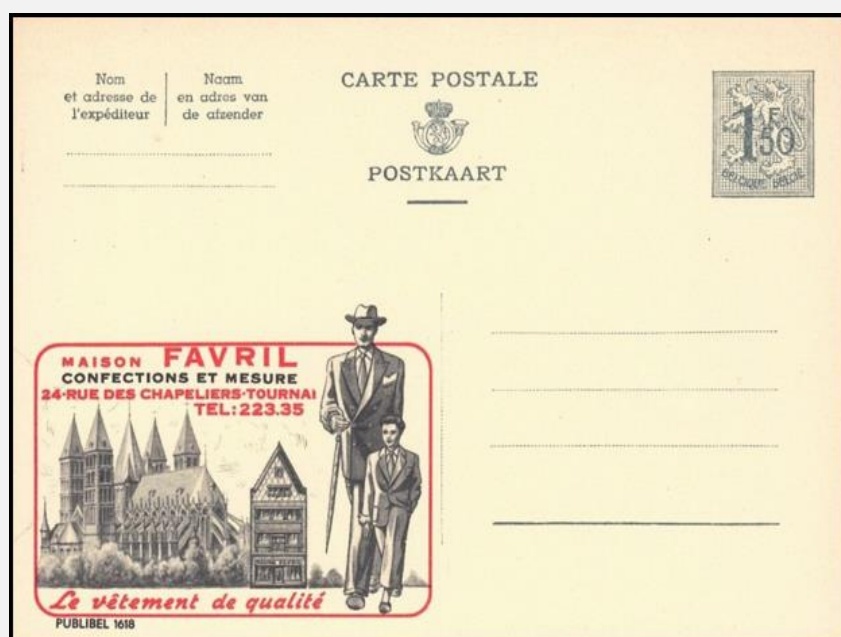 Nom
et adresse de
l'expéditeur
Naam
en adres van
de afzender
CARTE POSTALE
POSTKAART
1F50
BELGIQUE BELGIË
MAISON FAVRIL
CONFECTIONS ET MESURE
24-RUE DES CHAPELIERS-TOURNAI
TEL:223.35
Le vêtement de qualité
PUBLIBEL 1618